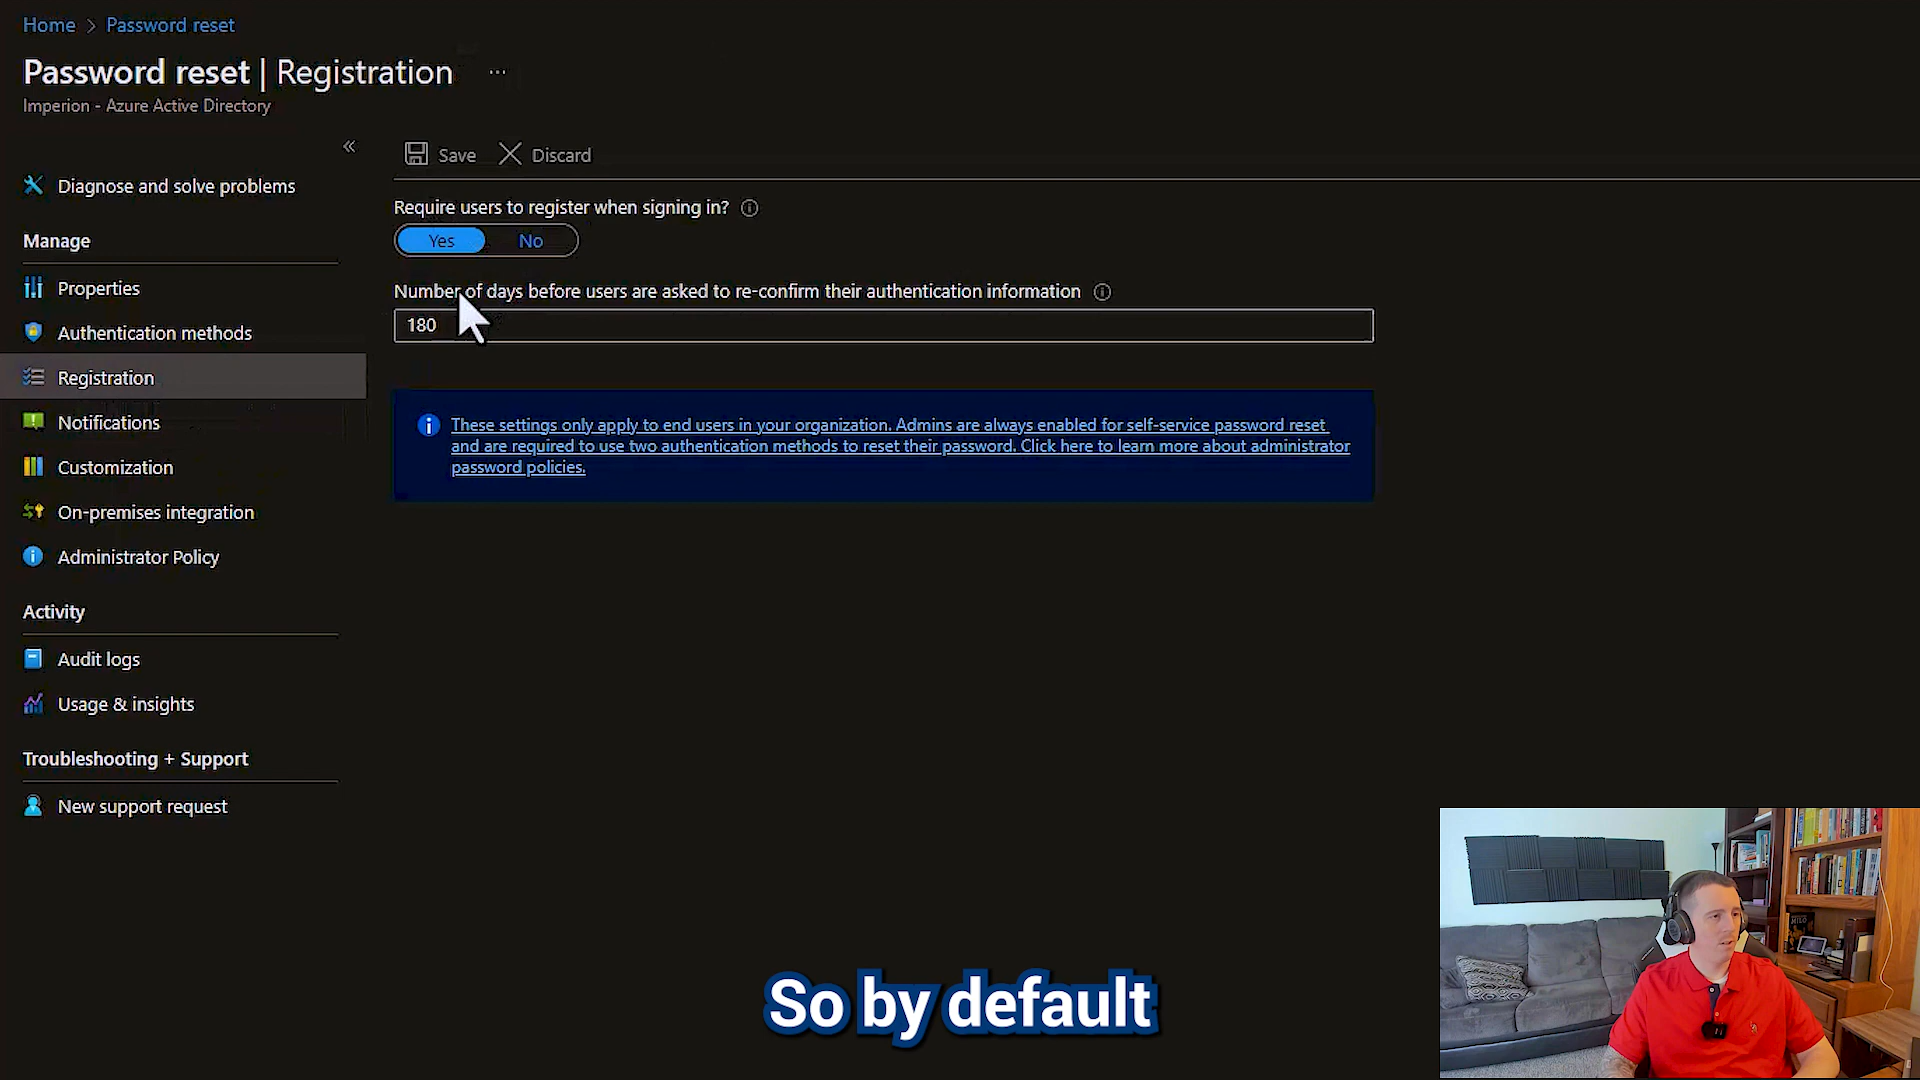 Home > Password reset
Password reset | Registration ...
Imperion - Azure Active Directory
«
Save Discard
Diagnose and solve problems
Manage
Properties
Authentication methods
Registration
Notifications
Customization
On-premises integration
Administrator Policy
Activity
Audit logs
Usage & insights
Troubleshooting + Support
New support request
Require users to register when signing in?
Yes No
Number of days before users are asked to re-confirm their authentication information
180
These settings only apply to end users in your organization. Admins are always enabled for self-service password reset
and are required to use two authentication methods to reset their password. Click here to learn more about administrator
password policies.
So by default